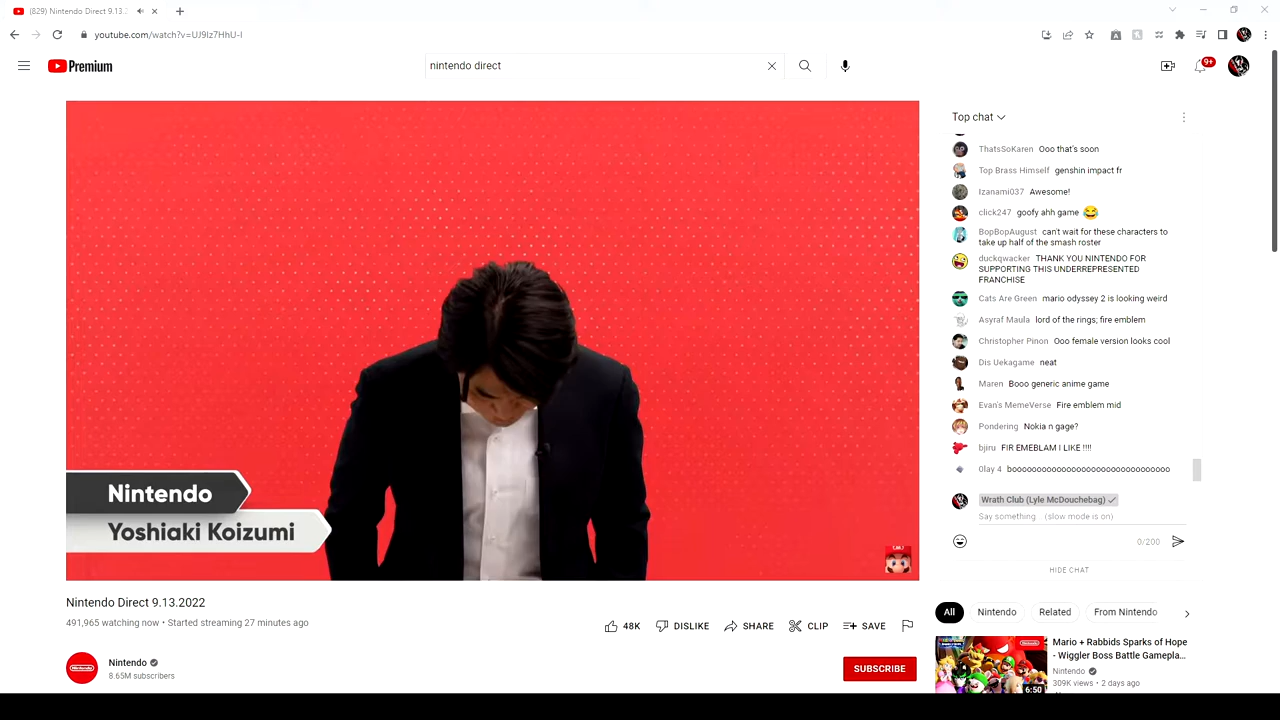 (829) Nintendo Direct 9.13.2
youtube.com/watch?v=UJ9Iz7HhU-I
Premium
nintendo direct
9+
Top chat
ThatsSoKaren Ooo that's soon
Top Brass Himself genshin impact fr
Izanami037 Awesome!
click247 goofy ahh game 😂
BopBopAugust can't wait for these characters to
take up half of the smash roster
duckqwacker THANK YOU NINTENDO FOR
SUPPORTING THIS UNDERREPRESENTED
FRANCHISE
Cats Are Green mario odyssey 2 is looking weird
Asyraf Maula lord of the rings; fire emblem
Christopher Pinon Ooo female version looks cool
Dis Uekagame neat
Maren Booo generic anime game
Evan's MemeVerse Fire emblem mid
Pondering Nokia n gage?
bjiru FIR EMEBLAM I LIKE !!!!
0lay 4 boooooooooooooooooooooooooooooooo
Wrath Club (Lyle McDouchebag) ✓
Say something (slow mode is on)
0/200
HIDE CHAT
Nintendo
Yoshiaki Koizumi
Nintendo Direct 9.13.2022
491,965 watching now • Started streaming 27 minutes ago
48K DISLIKE SHARE CLIP SAVE
Nintendo
8.65M subscribers
SUBSCRIBE
All Nintendo Related From Nintendo
Mario + Rabbids Sparks of Hope
- Wiggler Boss Battle Gamepla...
Nintendo
309K views • 2 days ago
6:50